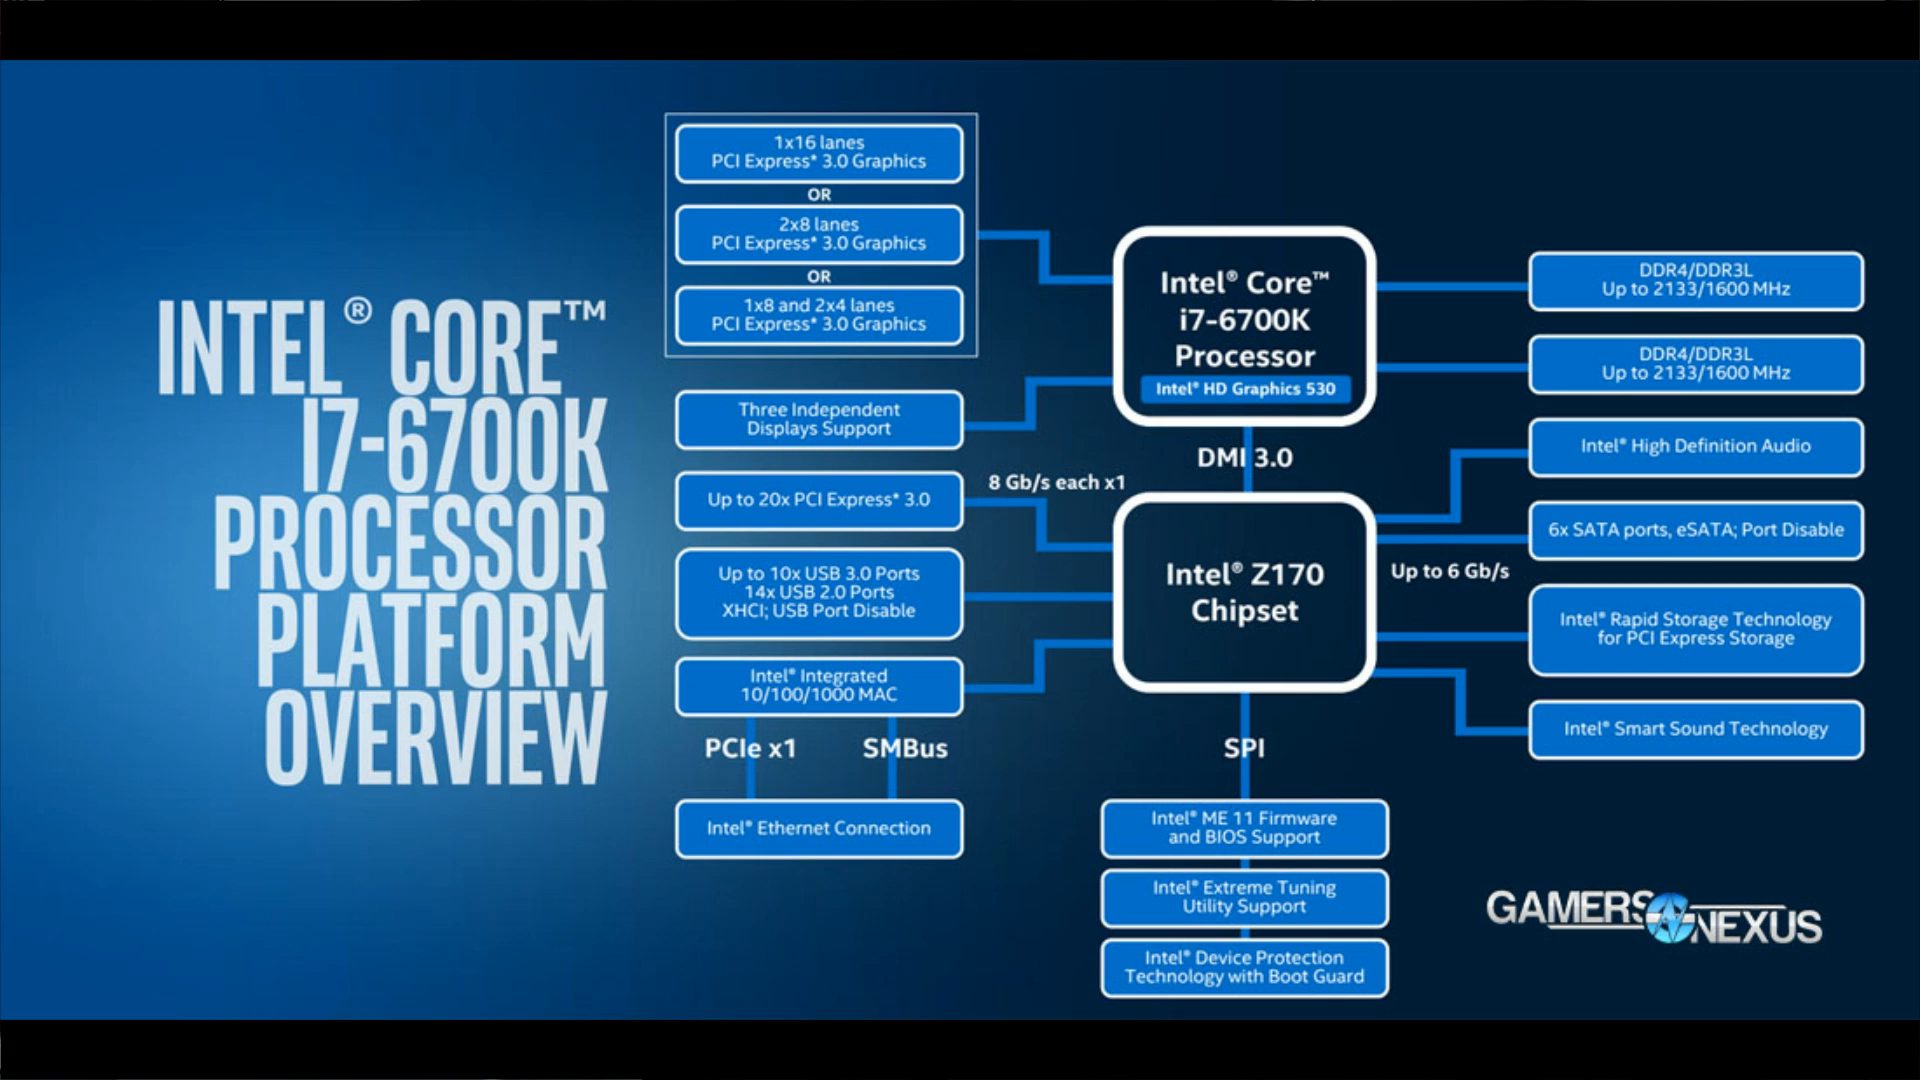 INTEL® CORE™
I7-6700K
PROCESSOR
PLATFORM
OVERVIEW
1x16 lanes
PCI Express* 3.0 Graphics
OR
2x8 lanes
PCI Express* 3.0 Graphics
OR
1x8 and 2x4 lanes
PCI Express* 3.0 Graphics
Three Independent
Displays Support
Up to 20x PCI Express* 3.0
8 Gb/s each x1
Up to 10x USB 3.0 Ports
14x USB 2.0 Ports
XHCI; USB Port Disable
Intel® Integrated
10/100/1000 MAC
PCIe x1
SMBus
Intel® Ethernet Connection
Intel® Core™
i7-6700K
Processor
Intel® HD Graphics 530
DMI 3.0
Intel® Z170
Chipset
SPI
Intel® ME 11 Firmware
and BIOS Support
Intel® Extreme Tuning
Utility Support
Intel® Device Protection
Technology with Boot Guard
DDR4/DDR3L
Up to 2133/1600 MHz
DDR4/DDR3L
Up to 2133/1600 MHz
Intel® High Definition Audio
6x SATA ports, eSATA; Port Disable
Up to 6 Gb/s
Intel® Rapid Storage Technology
for PCI Express Storage
Intel® Smart Sound Technology
GAMERS NEXUS